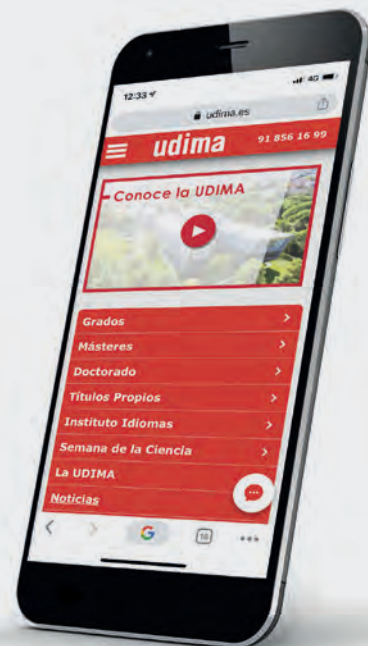 12:33
4G
udima.es
udima
91 856 16 99
Conoce la UDIMA
Grados
Másteres
Doctorado
Títulos Propios
Instituto Idiomas
Semana de la Ciencia
La UDIMA
Noticias
G